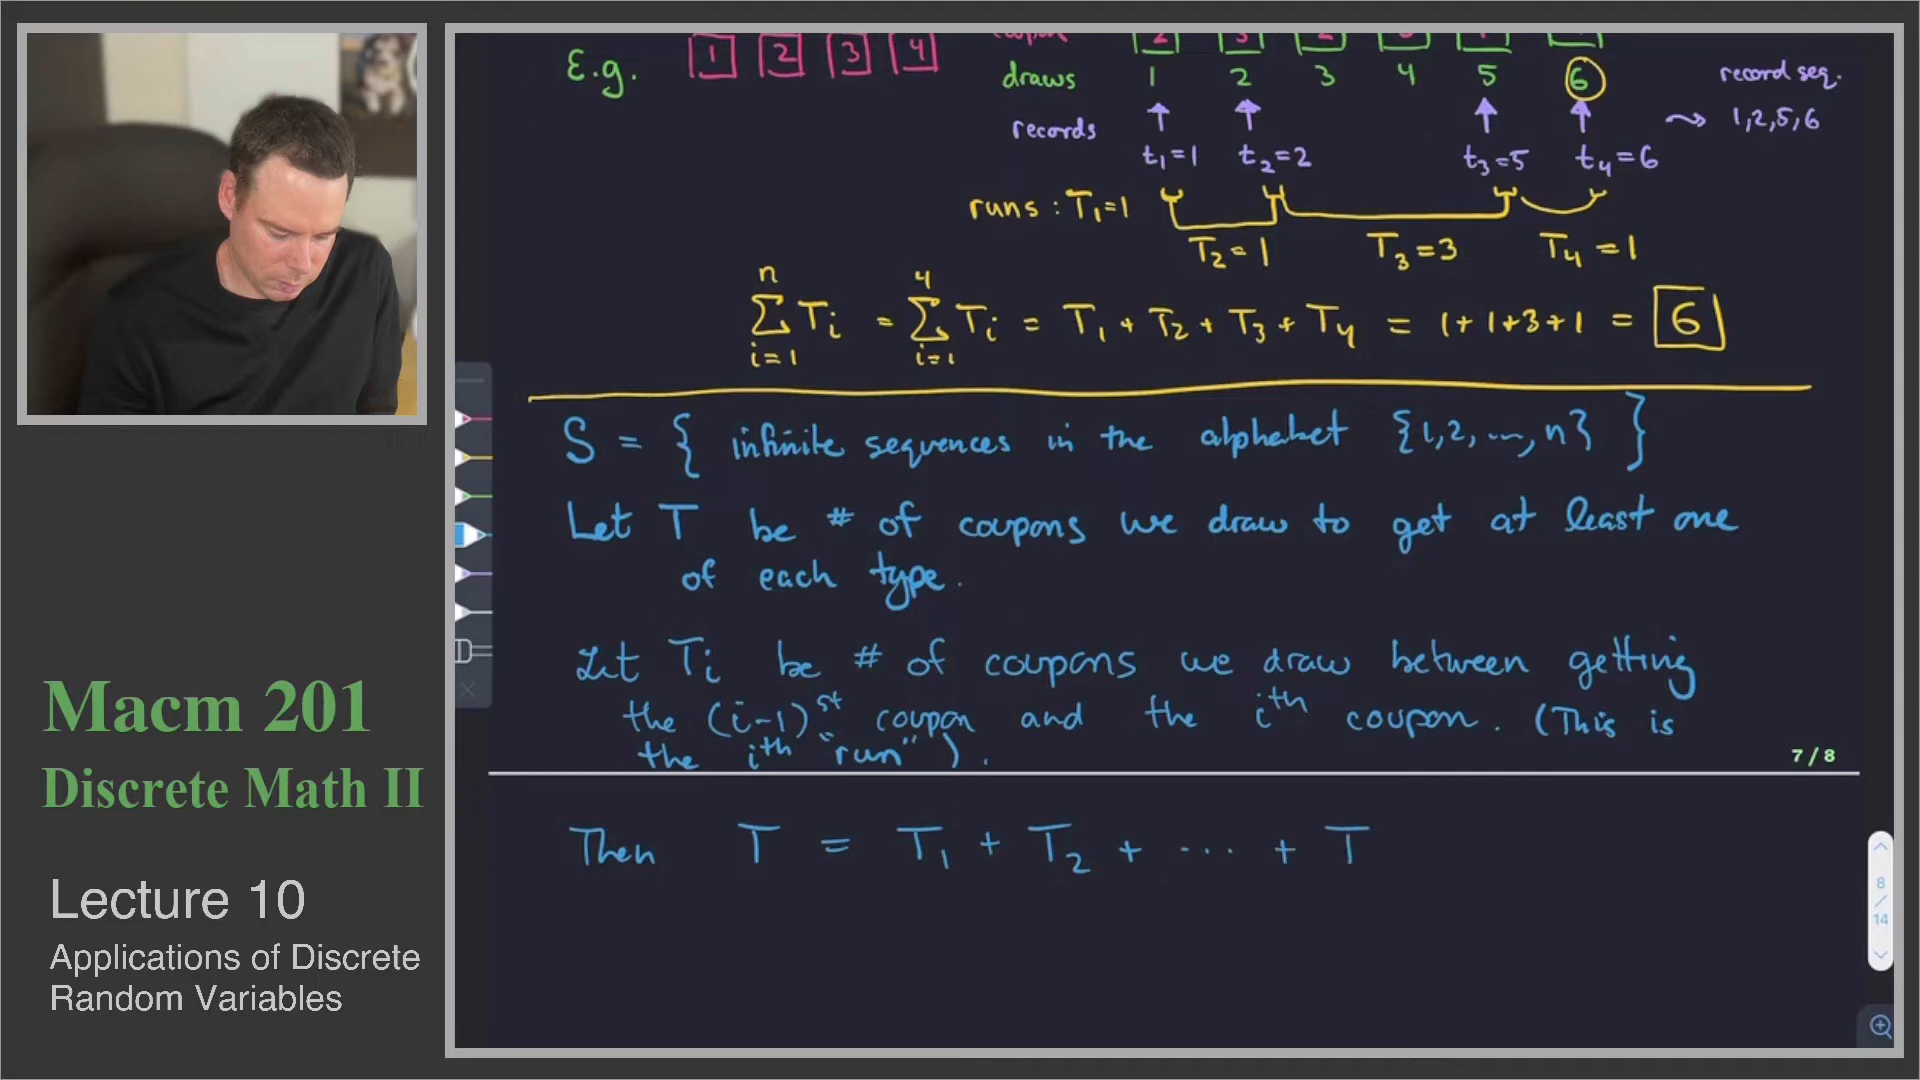 E.g. 1 2 3 4
draws 1 2 3 4 5 6 record seq.
records → 1,2,5,6
t₁=1 t₂=2 t₃=5 t₄=6
runs : T₁=1
T₂=1 T₃=3 T₄=1
n ∑ i=1 Tᵢ = 4 ∑ i=1 Tᵢ = T₁ + T₂ + T₃ + T₄ = 1+1+3+1 = 6
S = { infinite sequences in the alphabet {1,2,...,n} }
Let T be # of coupons we draw to get at least one
of each type.
Let Tᵢ be # of coupons we draw between getting
the (i-1)ˢᵗ coupon and the iᵗʰ coupon. (This is
the iᵗʰ "run").
7 / 8
Then T = T₁ + T₂ + ... + T
8
/
14
Macm 201
Discrete Math II
Lecture 10
Applications of Discrete
Random Variables